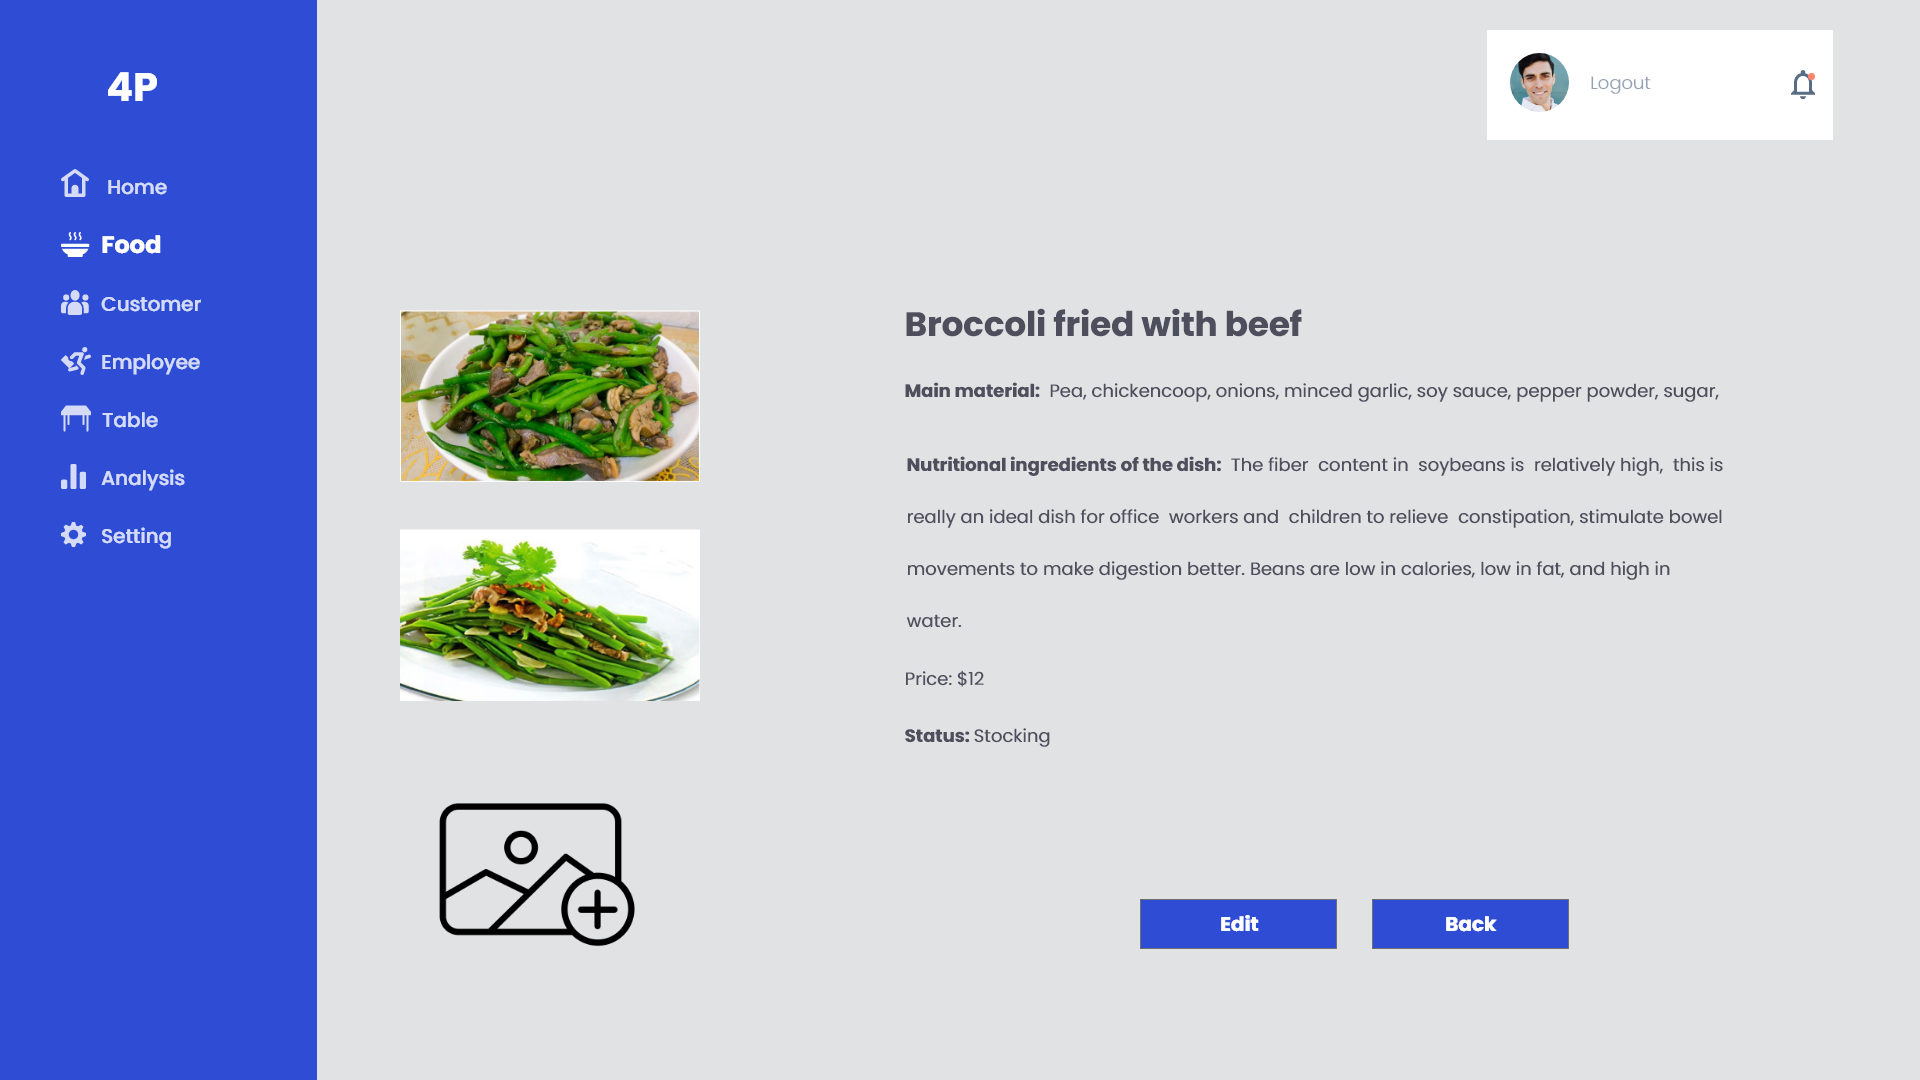 4P
Home
Food
Customer
Employee
Table
Analysis
Setting
Logout
Broccoli fried with beef
Main material: Pea, chickencoop, onions, minced garlic, soy sauce, pepper powder, sugar,
Nutritional ingredients of the dish: The fiber content in soybeans is relatively high, this is
really an ideal dish for office workers and children to relieve constipation, stimulate bowel
movements to make digestion better. Beans are low in calories, low in fat, and high in
water.
Price: $12
Status: Stocking
Edit
Back